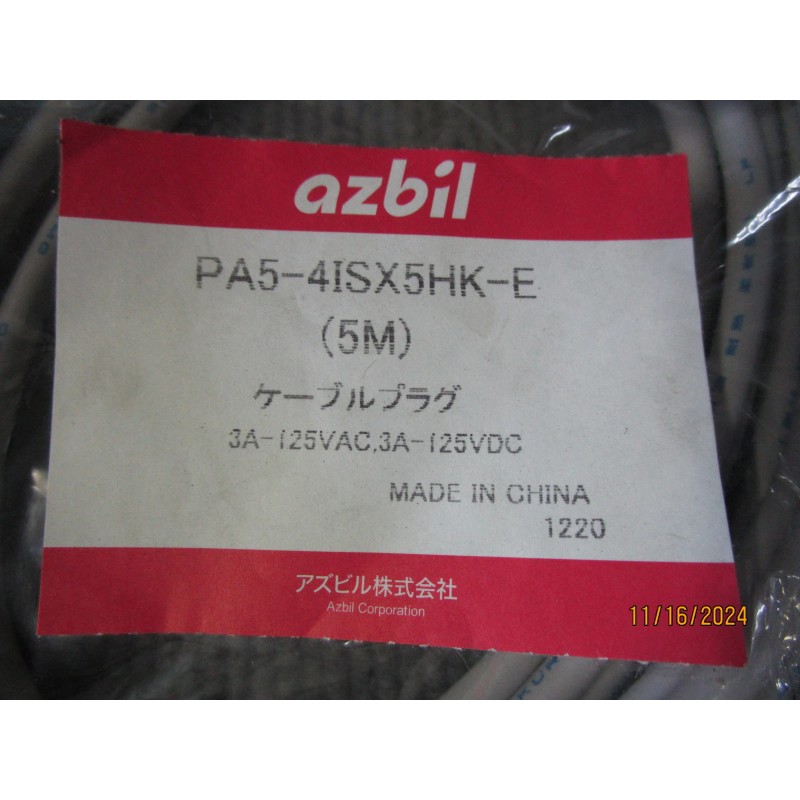 azbil
PA5-4ISX5HK-E
(5M)
ケーブルプラグ
3A-125VAC,3A-125VDC
MADE IN CHINA
1220
アズビル株式会社
Azbil Corporation
11/16/2024